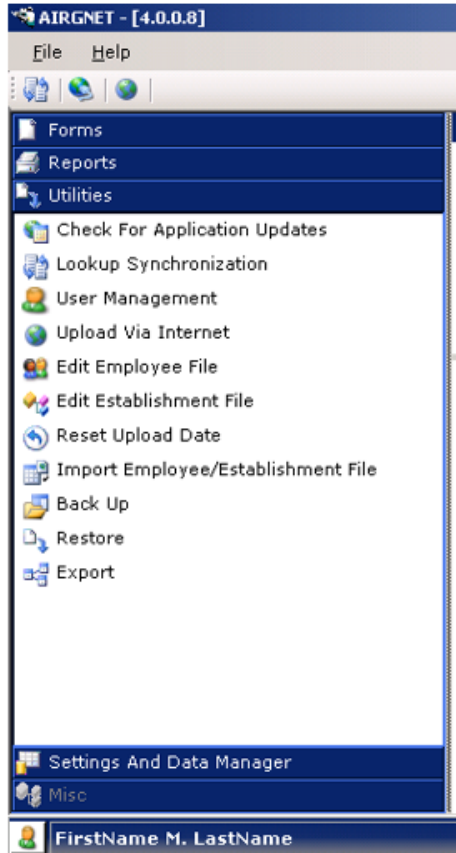 AIRGNET - [4.0.0.8]
File Help
Forms
Reports
Utilities
Check For Application Updates
Lookup Synchronization
User Management
Upload Via Internet
Edit Employee File
Edit Establishment File
Reset Upload Date
Import Employee/Establishment File
Back Up
Restore
Export
Settings And Data Manager
Misc
FirstName M. LastName